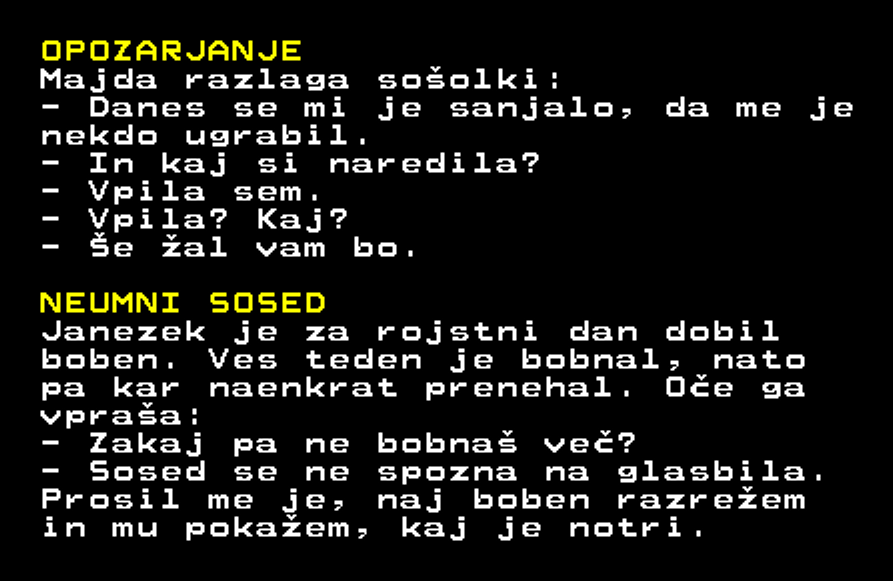 OPOZARJANJE
Majda razlaga sošolki:
- Danes se mi je sanjalo, da me je
nekdo ugrabil.
- In kaj si naredila?
- Vpila sem.
- Vpila? Kaj?
- Še žal vam bo.
NEUMNI SOSED
Janezek je za rojstni dan dobil
boben. Ves teden je bobnal, nato
pa kar naenkrat prenehal. Oče ga
vpraša:
- Zakaj pa ne bobnaš več?
- Sosed se ne spozna na glasbila.
Prosil me je, naj boben razrežem
in mu pokažem, kaj je notri.